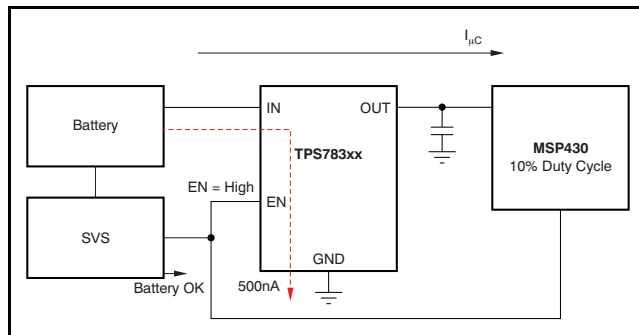 IμC
Battery
IN
OUT
TPS783xx
MSP430
10% Duty Cycle
EN = High
EN
SVS
GND
Battery OK
500nA